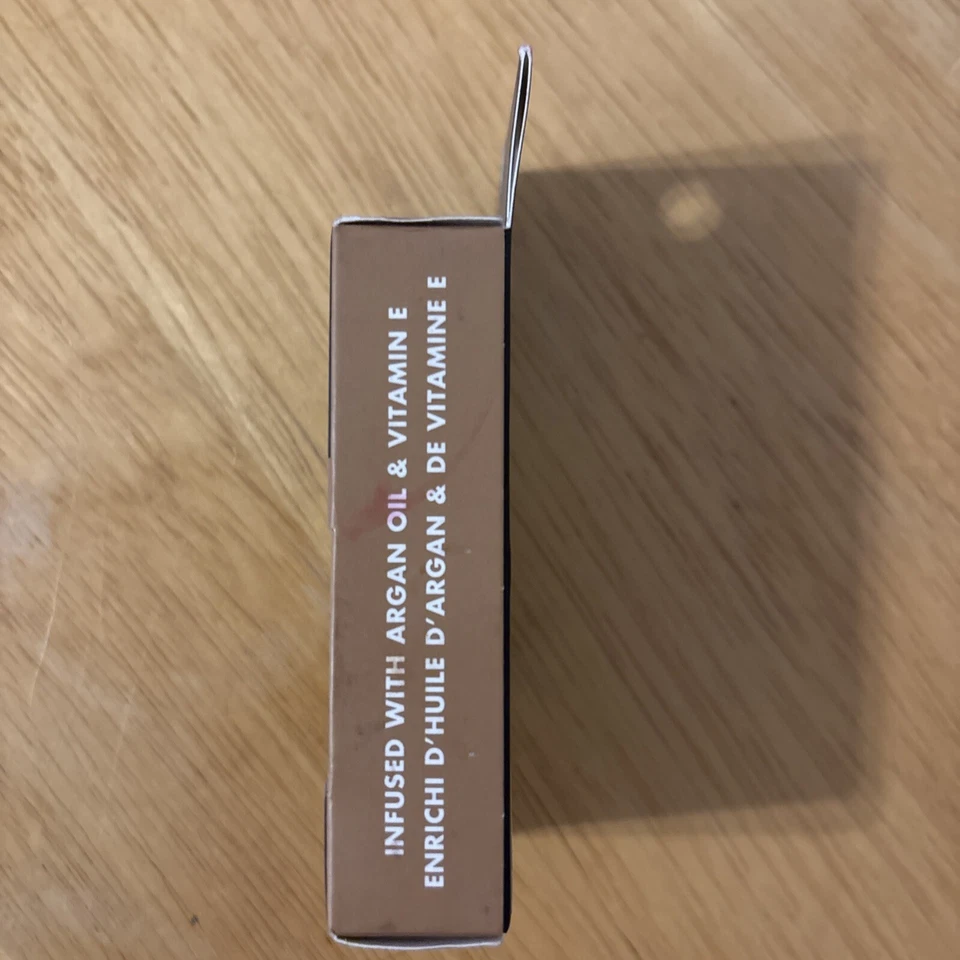 INFUSED WITH ARGAN OIL & VITAMIN E
ENRICHI D'HUILE D'ARGAN & DE VITAMINE E